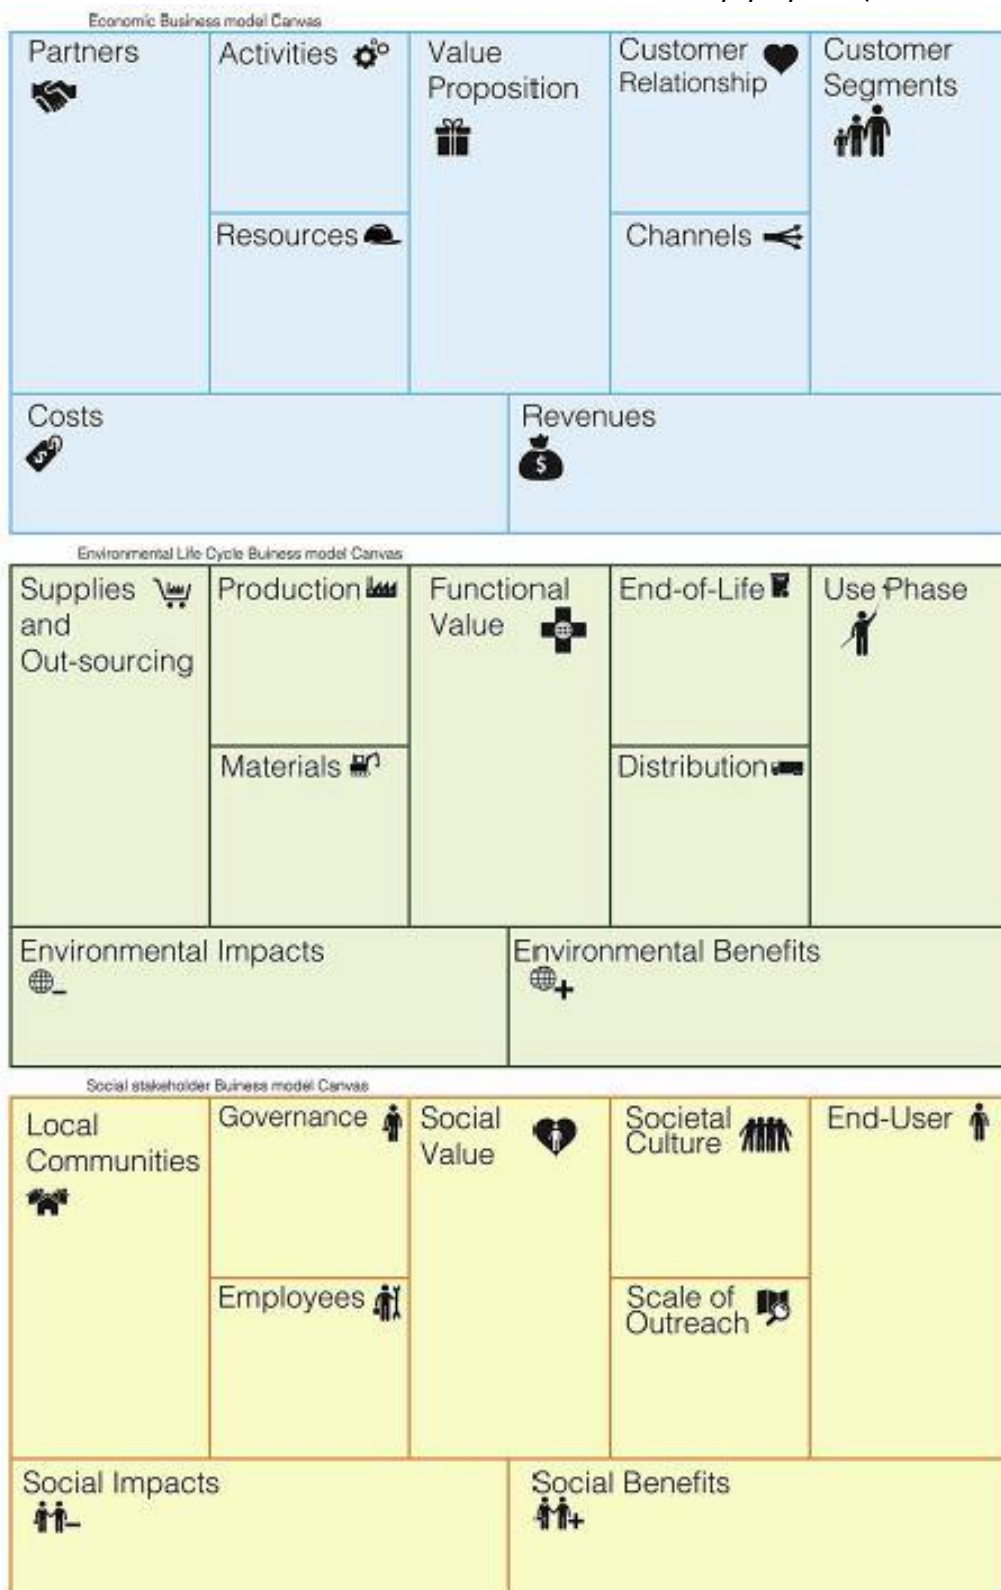 Economic Business model Canvas
Partners
Activities
Value
Proposition
Customer
Relationship
Customer
Segments
Resources
Channels
Costs
Revenues
Environmental Life Cycle Buiness model Canvas
Supplies
and
Out-sourcing
Production
Functional
Value
End-of-Life
Use Phase
Materials
Distribution
Environmental Impacts
Environmental Benefits
Social stakeholder Buiness model Canvas
Local
Communities
Governance
Social
Value
Societal
Culture
End-User
Employees
Scale of
Outreach
Social Impacts
Social Benefits